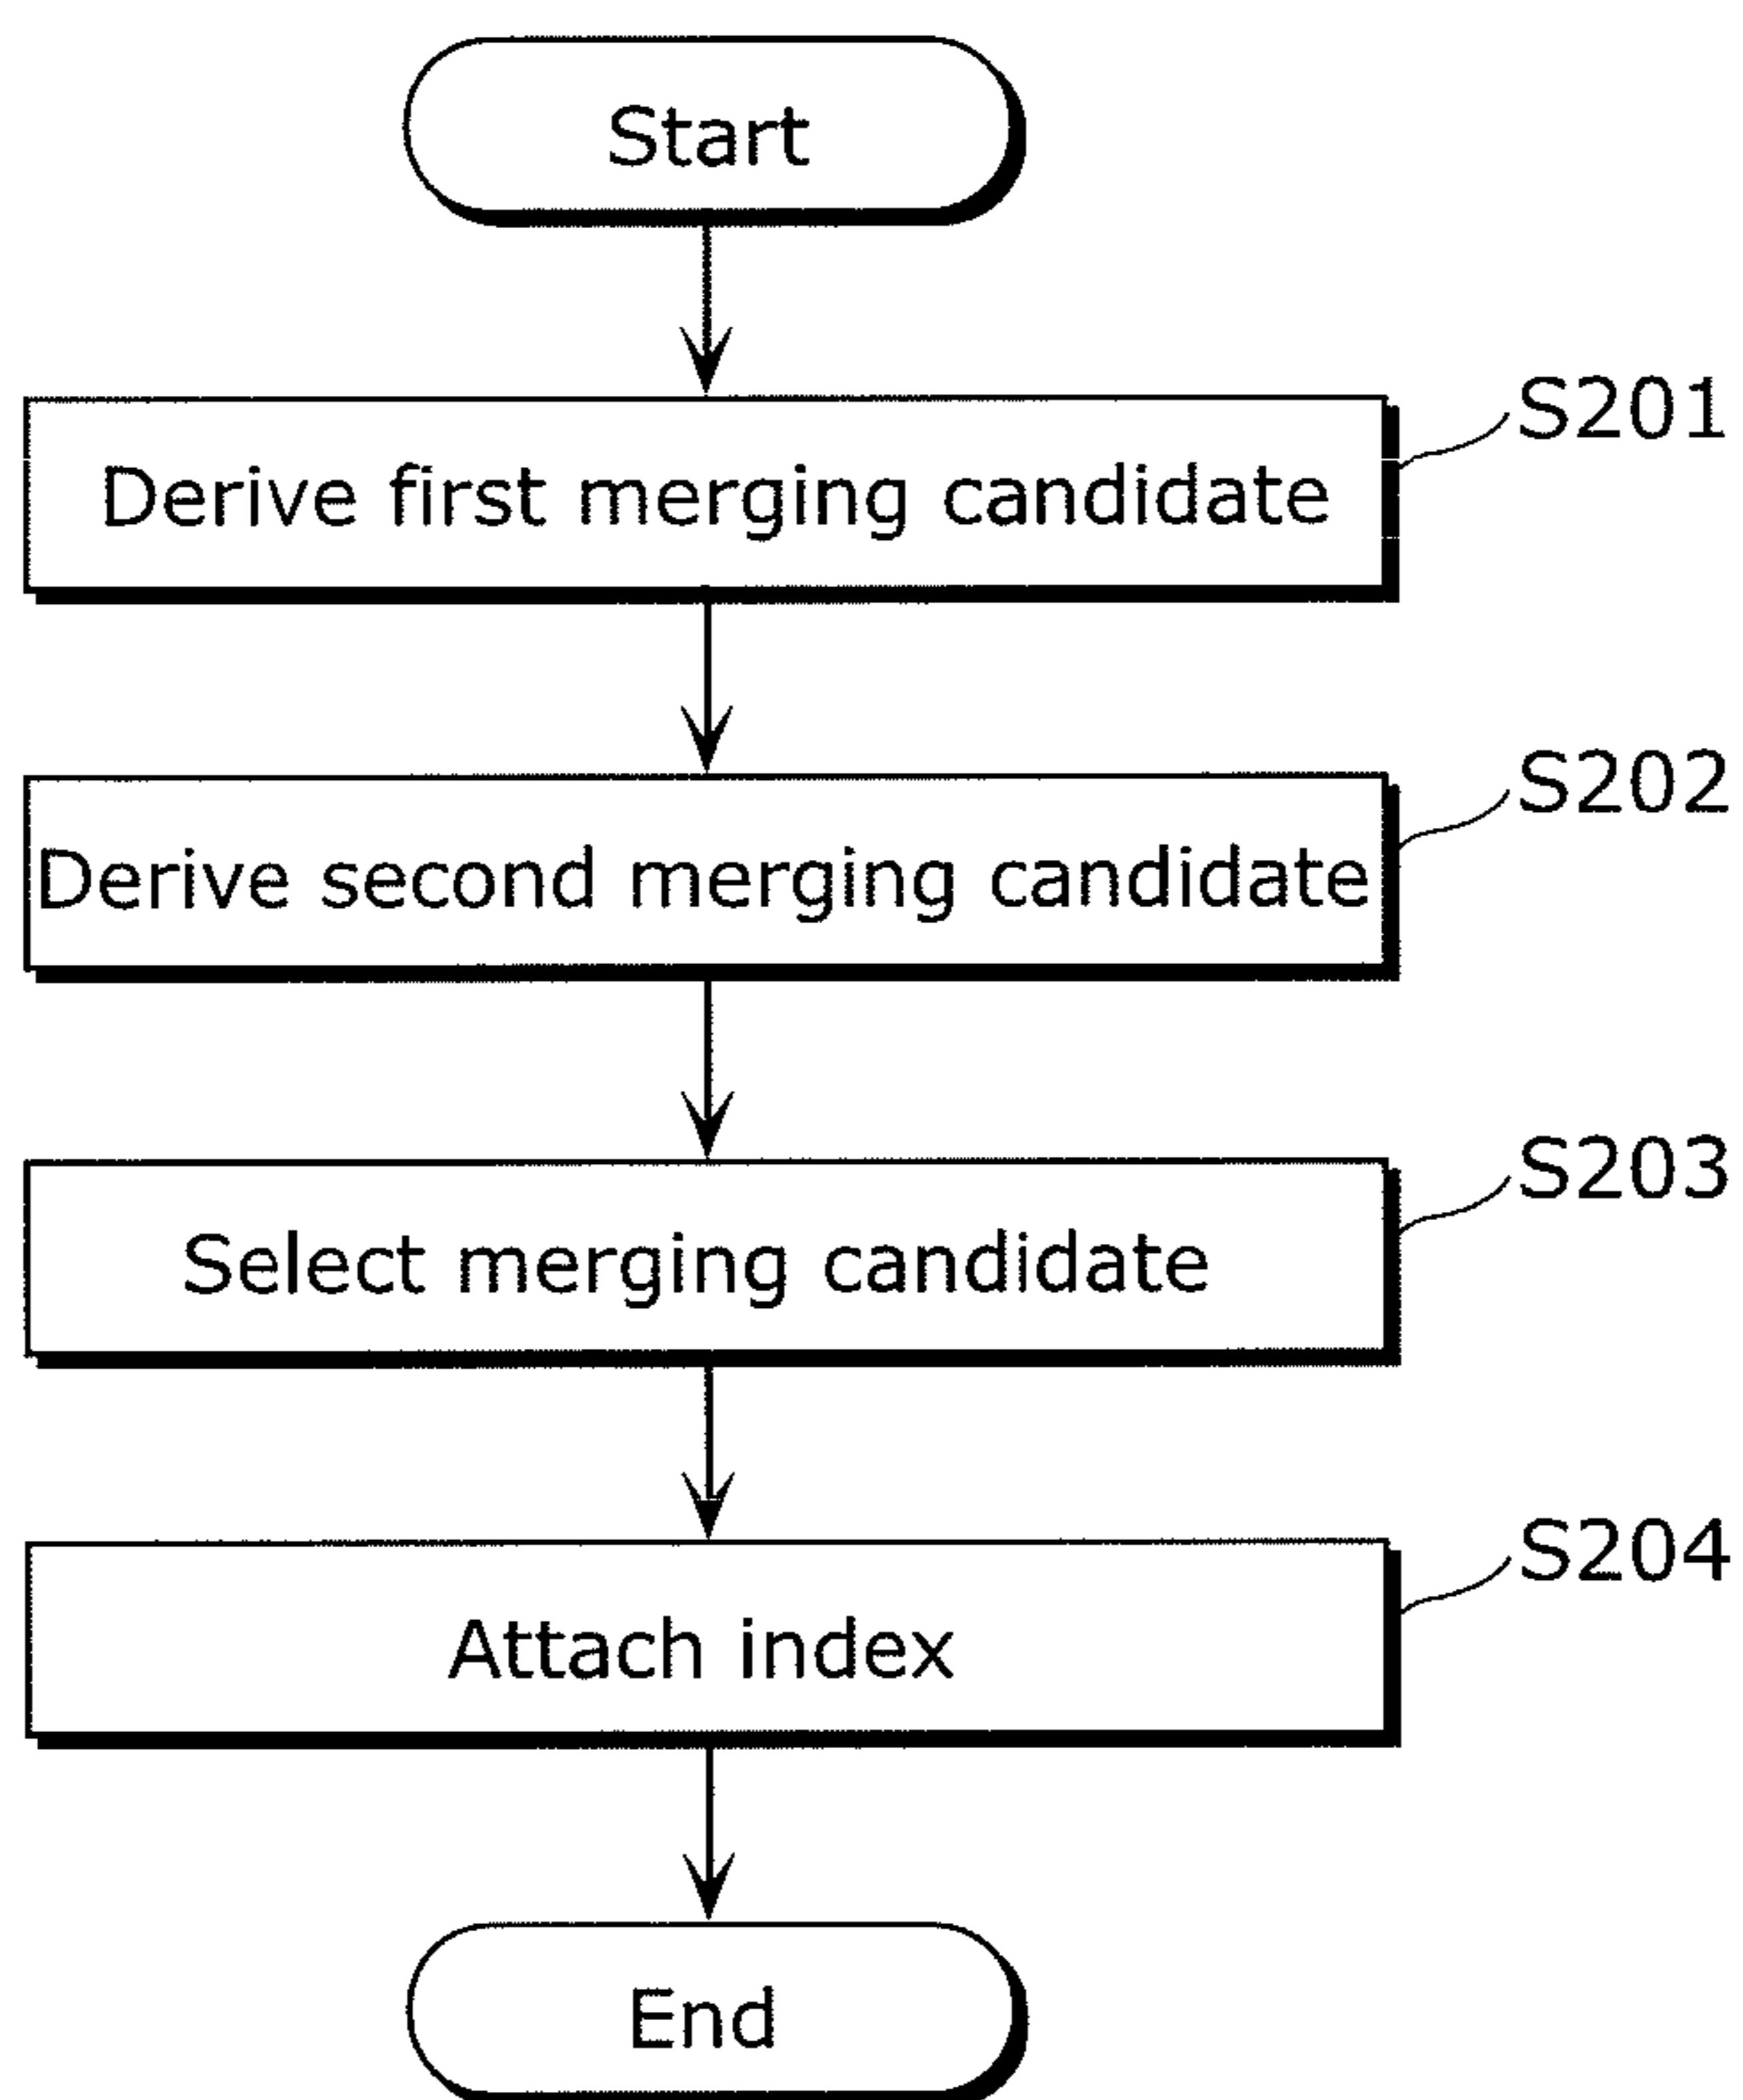 Start
S201
Derive first merging candidate
S202
Derive second merging candidate
S203
Select merging candidate
S204
Attach index
End